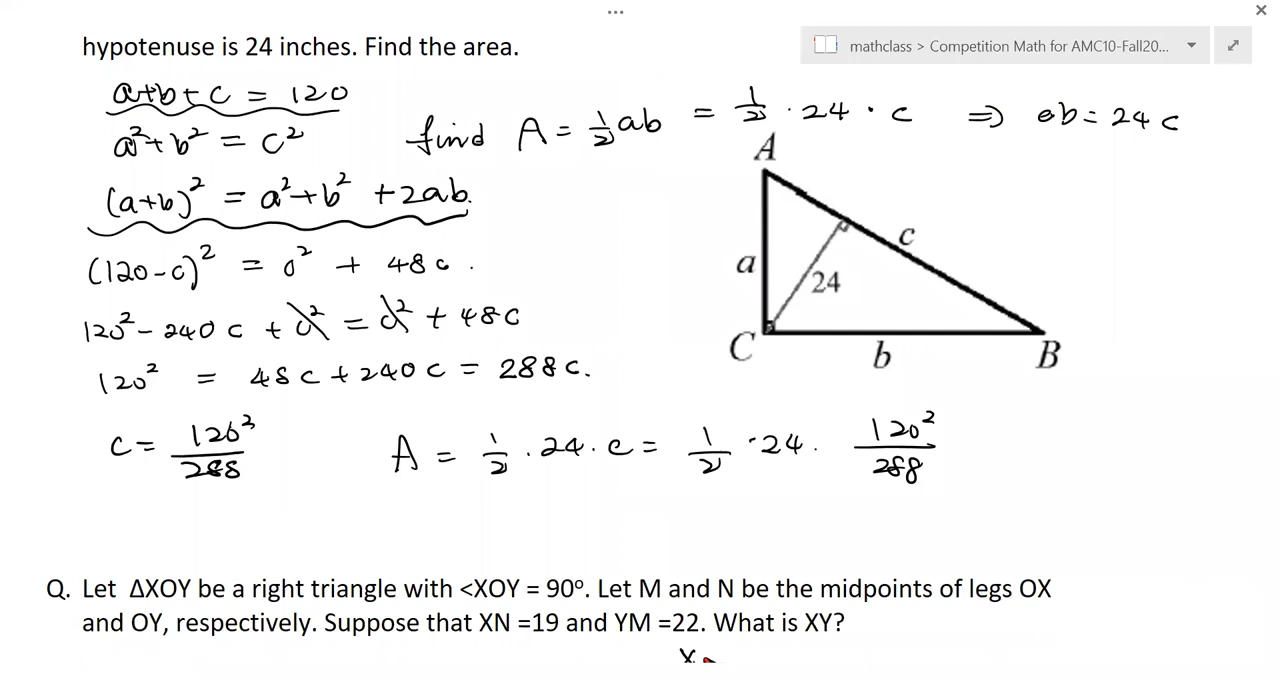 ...
×
hypotenuse is 24 inches. Find the area.
mathclass > Competition Math for AMC10-Fall20...
a+b+c = 120
a²+b² = c²
find A = ½ab = ½ · 24 · c ⇒ ab = 24c
(a+b)² = a²+b² +2ab.
(120-c)² = c² + 48c.
120² - 240c + c² = c² + 48c
120² = 48c + 240c = 288c.
c = 120²/288
A = ½ · 24 · c = ½ · 24 · 120²/288
A
a
c
24
C
b
B
Q. Let ΔXOY be a right triangle with <XOY = 90º. Let M and N be the midpoints of legs OX
and OY, respectively. Suppose that XN =19 and YM =22. What is XY?
X